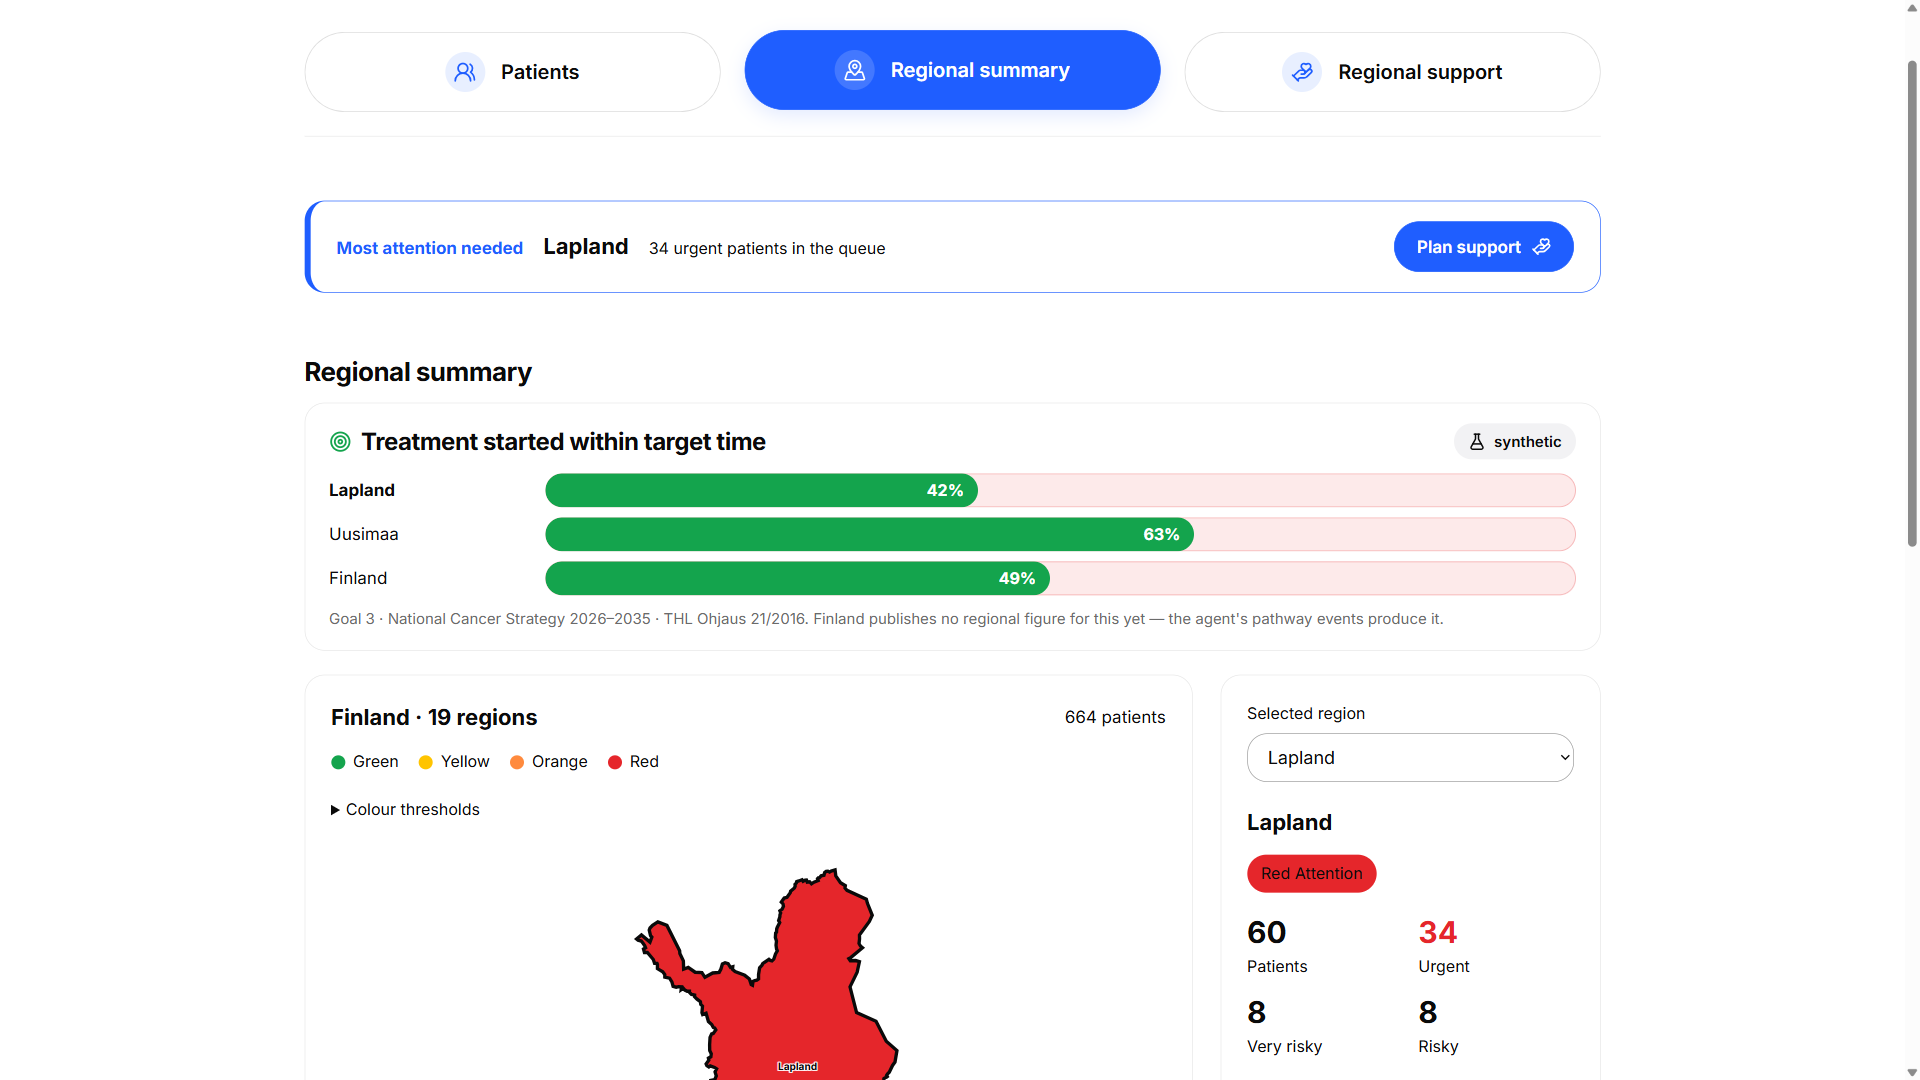 Patients
Regional summary
Regional support
Most attention needed Lapland 34 urgent patients in the queue
Plan support
Regional summary
Treatment started within target time
synthetic
Lapland 42%
Uusimaa 63%
Finland 49%
Goal 3 · National Cancer Strategy 2026–2035 · THL Ohjaus 21/2016. Finland publishes no regional figure for this yet — the agent's pathway events produce it.
Finland · 19 regions
664 patients
Green Yellow Orange Red
Colour thresholds
Lapland
Selected region
Lapland
Lapland
Red Attention
60 34
Patients Urgent
8 8
Very risky Risky